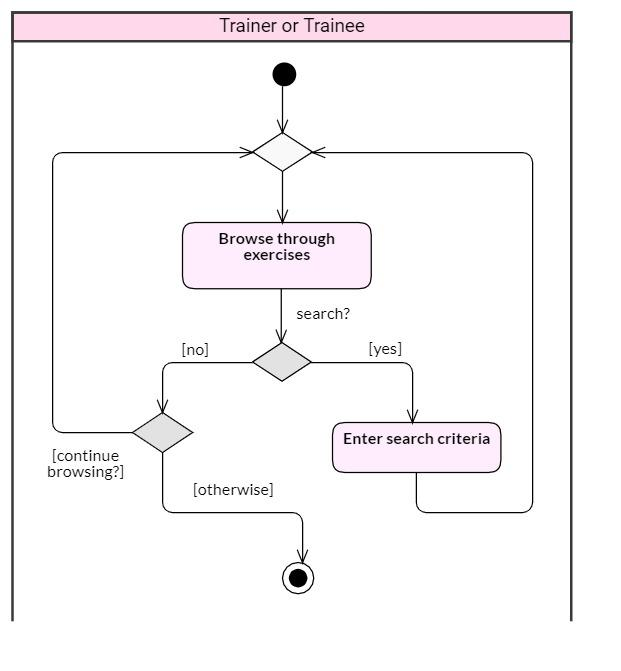 Trainer or Trainee
Browse through
exercises
search?
[no]
[yes]
Enter search criteria
[continue
browsing?]
[otherwise]